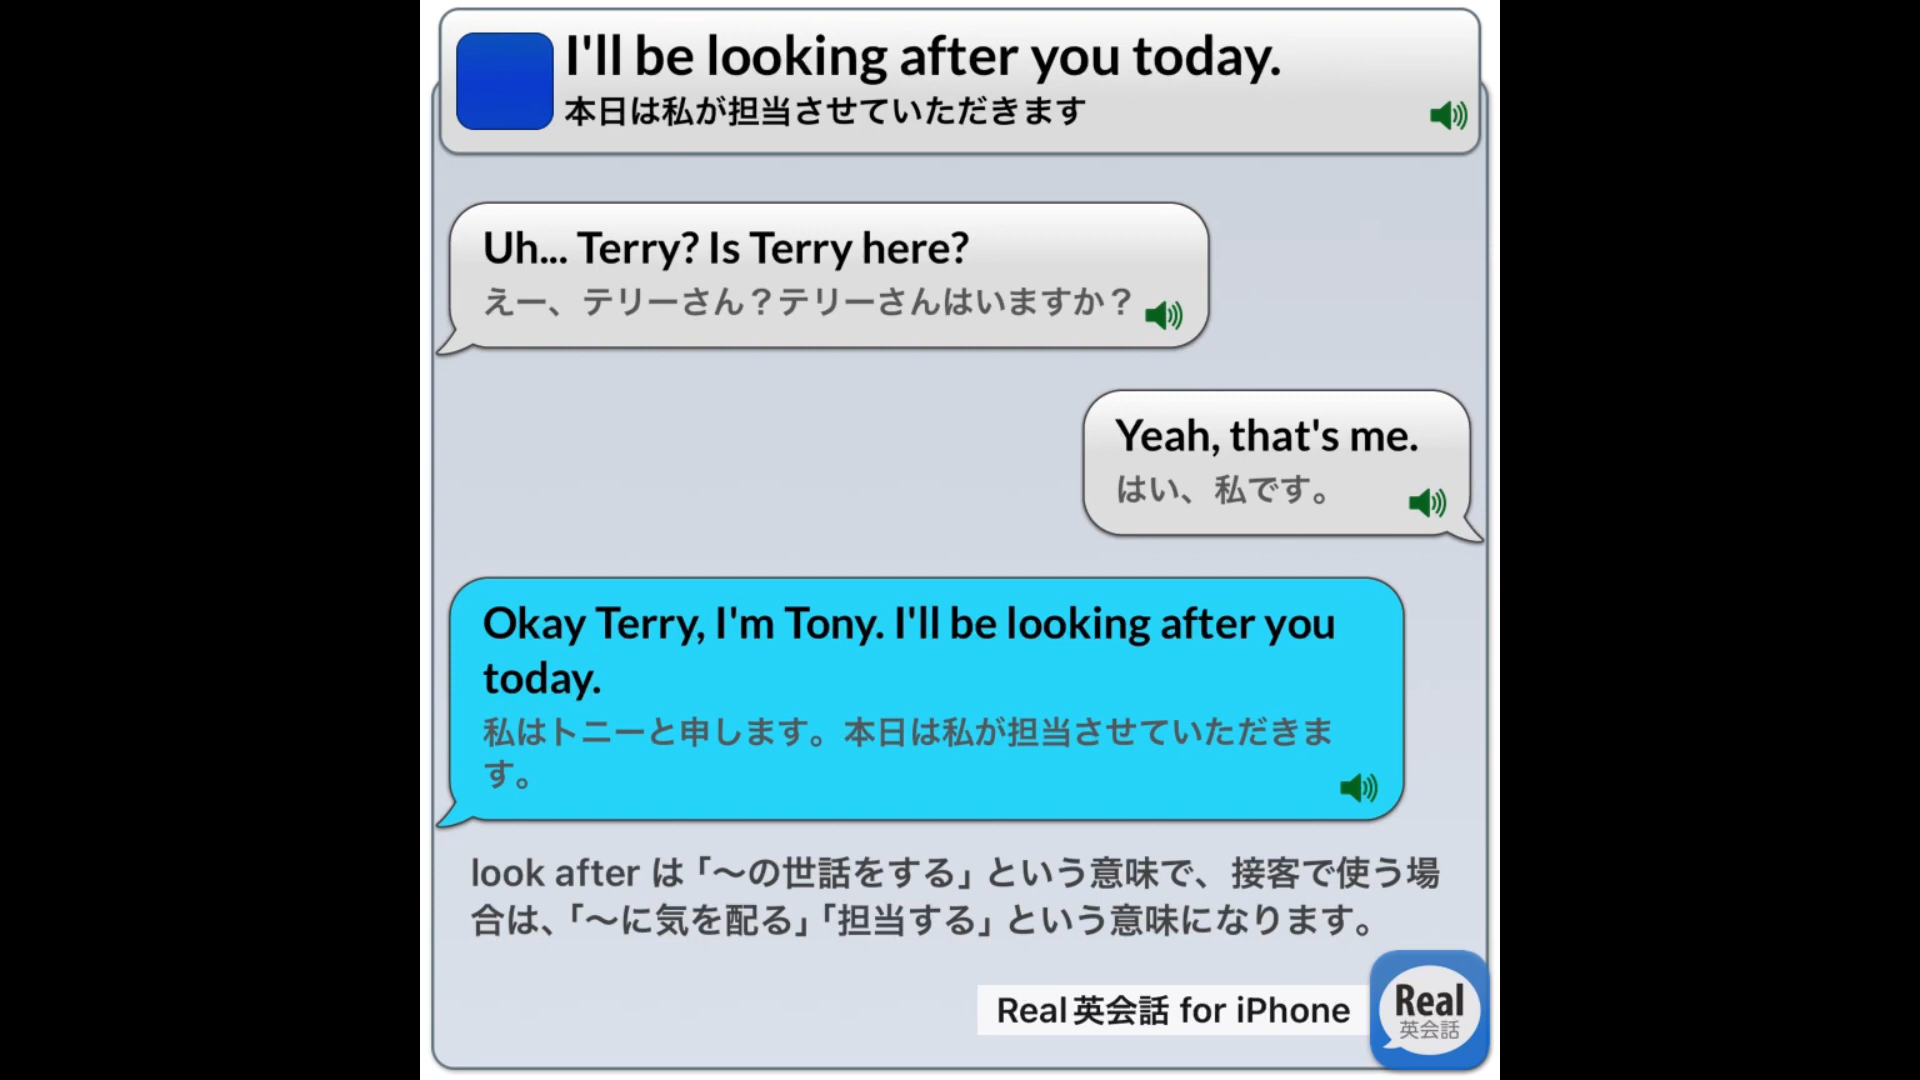 I'll be looking after you today.
本日は私が担当させていただきます
Uh... Terry? Is Terry here?
えー、テリーさん？テリーさんはいますか？
Yeah, that's me.
はい、私です。
Okay Terry, I'm Tony. I'll be looking after you
today.
私はトニーと申します。本日は私が担当させていただきま
す。
look after は「〜の世話をする」という意味で、接客で使う場
合は、「〜に気を配る」「担当する」という意味になります。
Real英会話 for iPhone
Real
英会話